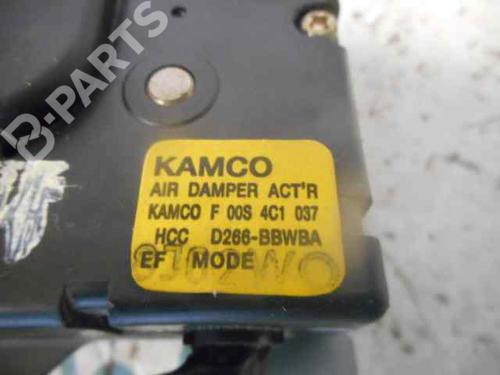 B-PARTS
KAMCO
AIR DAMPER ACT'R
KAMCO F 00S 4C1 037
HCC D266-BBWBA
EF MODE